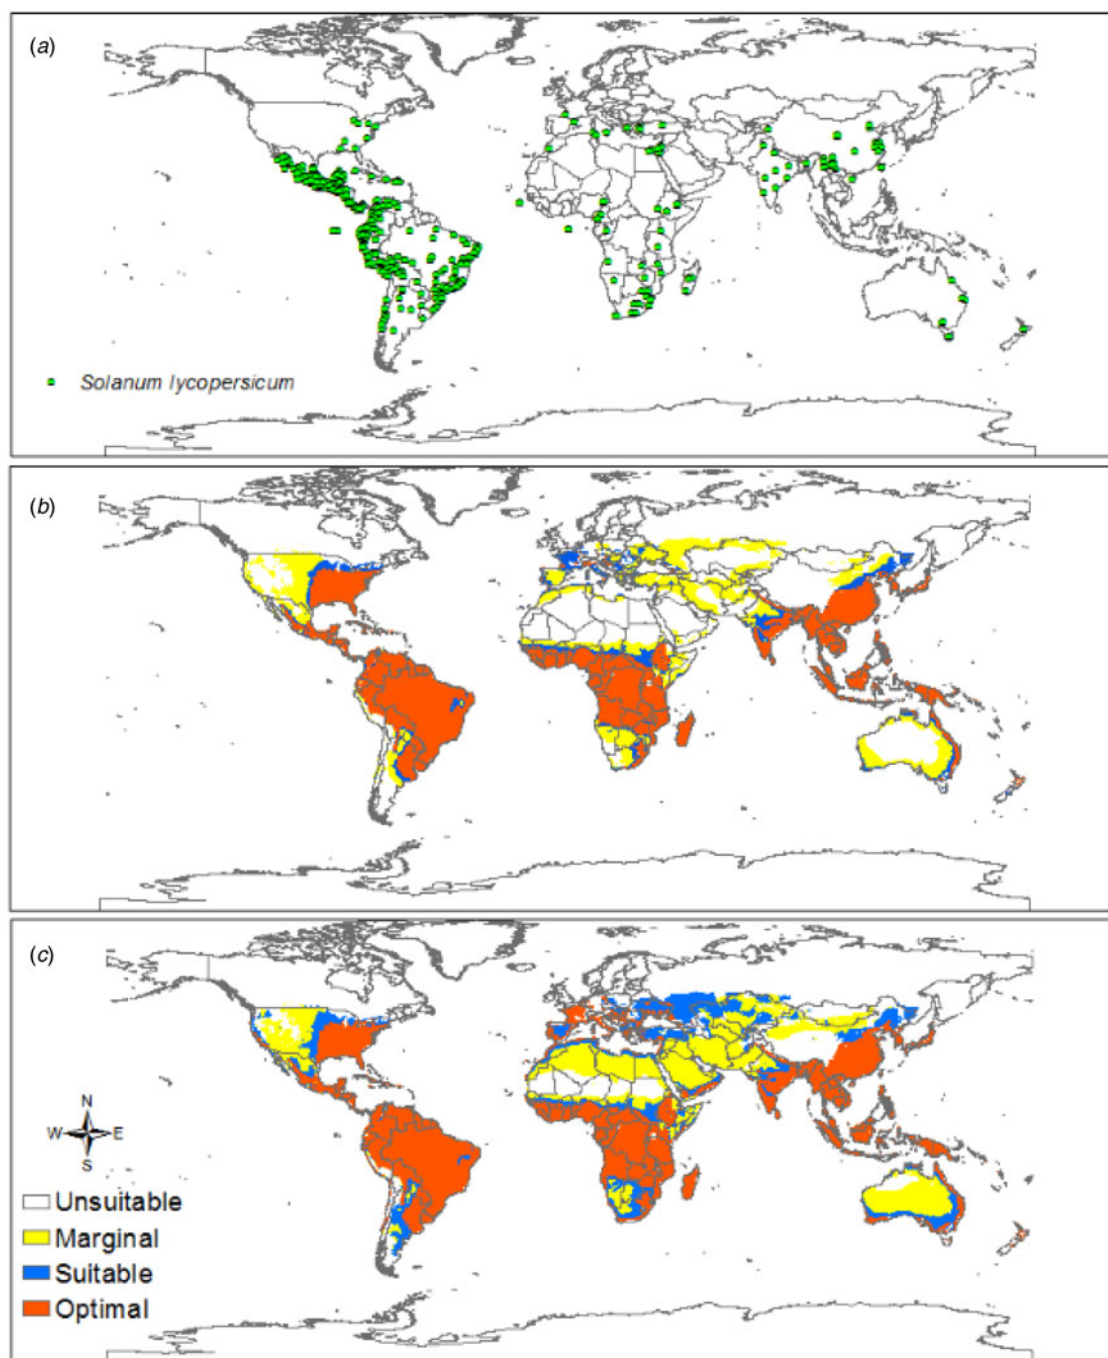 (a)
Solanum lycopersicum
(b)
(c)
N
W E
S
Unsuitable
Marginal
Suitable
Optimal